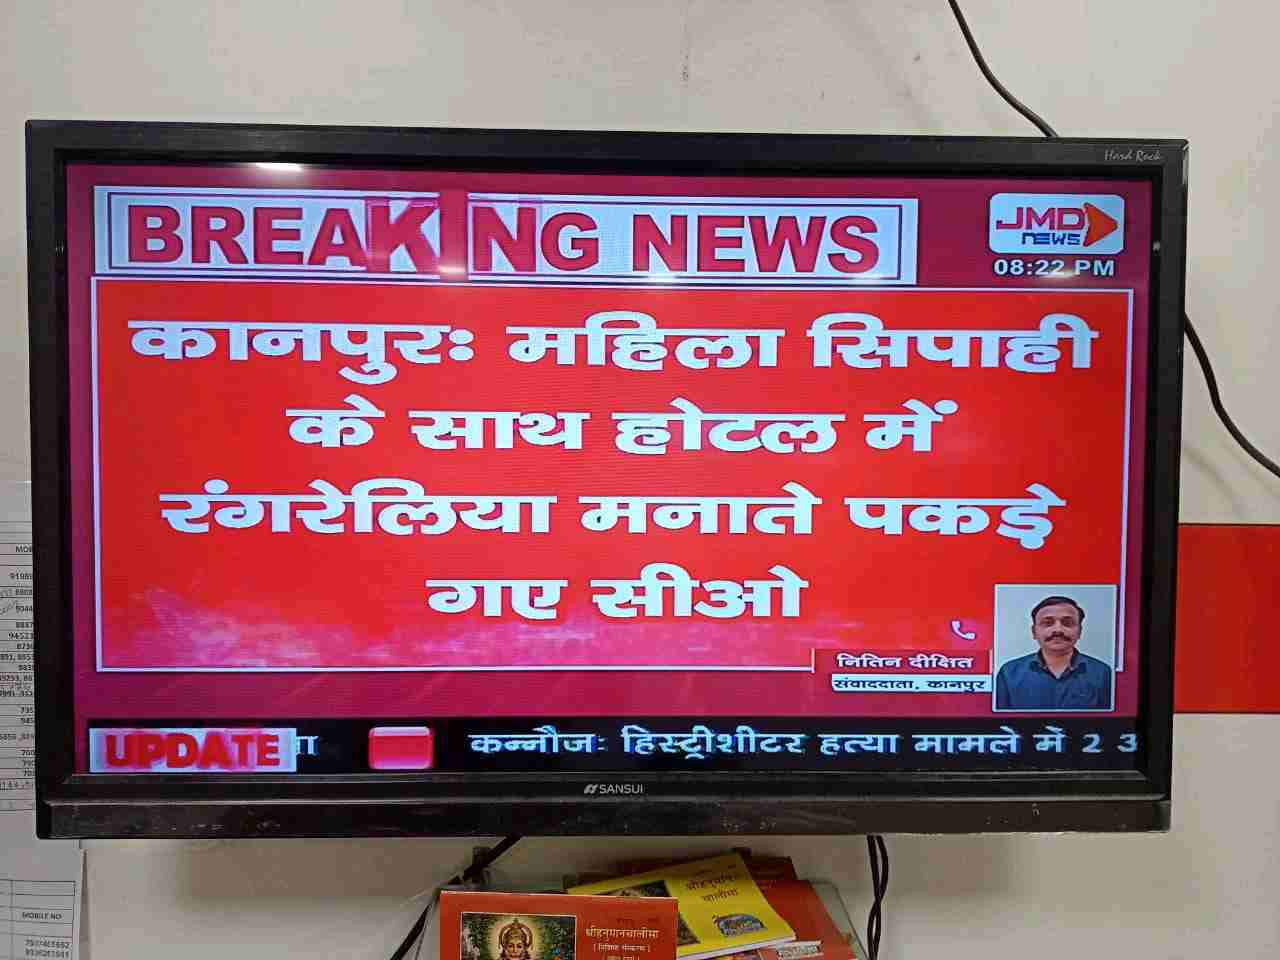 Hard Rock
BREAKING NEWS
JMD
NEWS
08:22 PM
कानपुरः महिला सिपाही
के साथ होटल में
रंगरेलिया मनाते पकड़े
गए सीओ
नितिन दीक्षित
संवाददाता, कानपुर
UPDATE
कन्नौजः हिस्ट्रीशीटर हत्या मामले में 2 3
SANSUI
MOBILE NO
श्रीहनुमानचालीसा
चालीसा